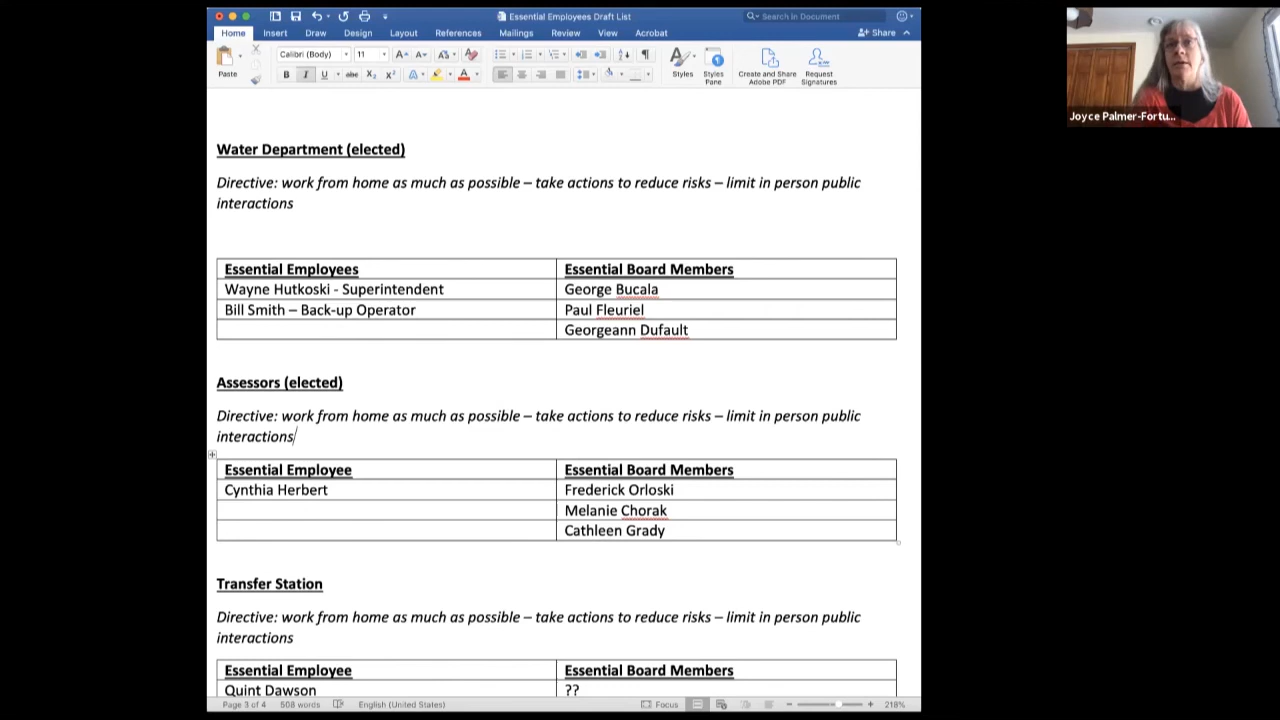 Essential Employees Draft List
Search in Document
Home Insert Draw Design Layout References Mailings Review View Acrobat
Share
Paste
Calibri (Body) 11
Styles
Styles Pane
Create and Share Adobe PDF
Request Signatures
Joyce Palmer-Fortu...
Water Department (elected)
Directive: work from home as much as possible – take actions to reduce risks – limit in person public
interactions
Essential Employees Essential Board Members
Wayne Hutkoski - Superintendent George Bucala
Bill Smith – Back-up Operator Paul Fleuriel
Georgeann Dufault
Assessors (elected)
Directive: work from home as much as possible – take actions to reduce risks – limit in person public
interactions
Essential Employee Essential Board Members
Cynthia Herbert Frederick Orloski
Melanie Chorak
Cathleen Grady
Transfer Station
Directive: work from home as much as possible – take actions to reduce risks – limit in person public
interactions
Essential Employee Essential Board Members
Quint Dawson ??
Page 3 of 4 508 words English (United States) Focus 218%